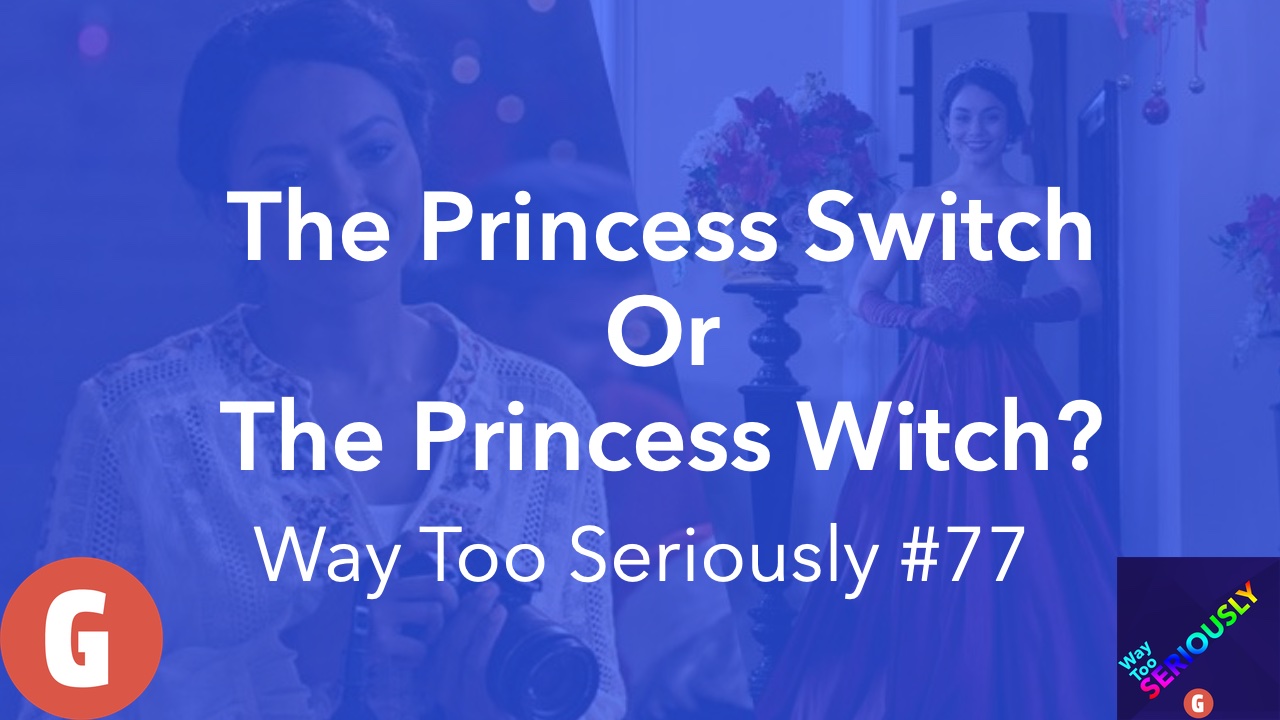 The Princess Switch
Or
The Princess Witch?
Way Too Seriously #77
G
Way
Too
SERIOUSLY
G